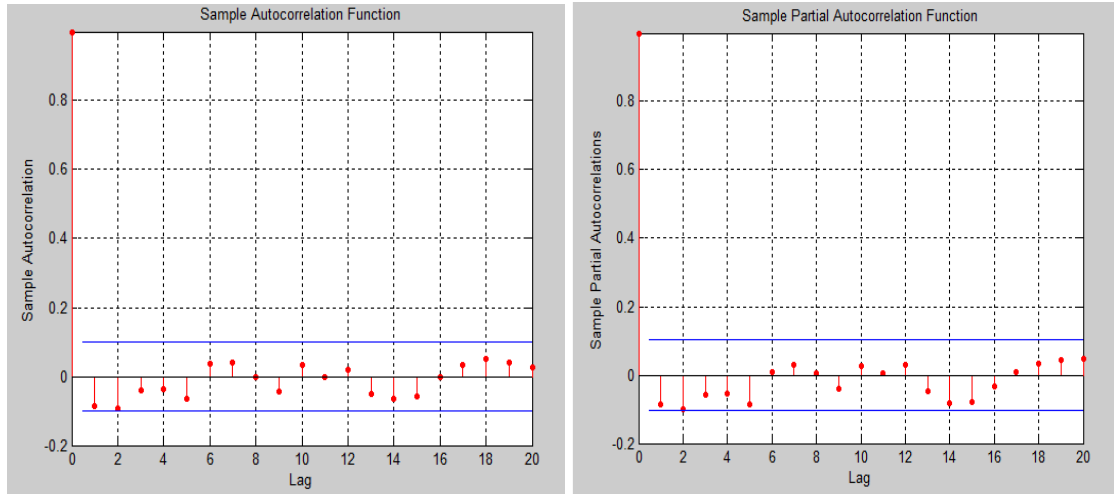 Sample Autocorrelation Function
Sample Autocorrelation
0.8
0.6
0.4
0.2
0
-0.2
0 2 4 6 8 10 12 14 16 18 20
Lag
Sample Partial Autocorrelation Function
Sample Partial Autocorrelations
0.8
0.6
0.4
0.2
0
-0.2
0 2 4 6 8 10 12 14 16 18 20
Lag